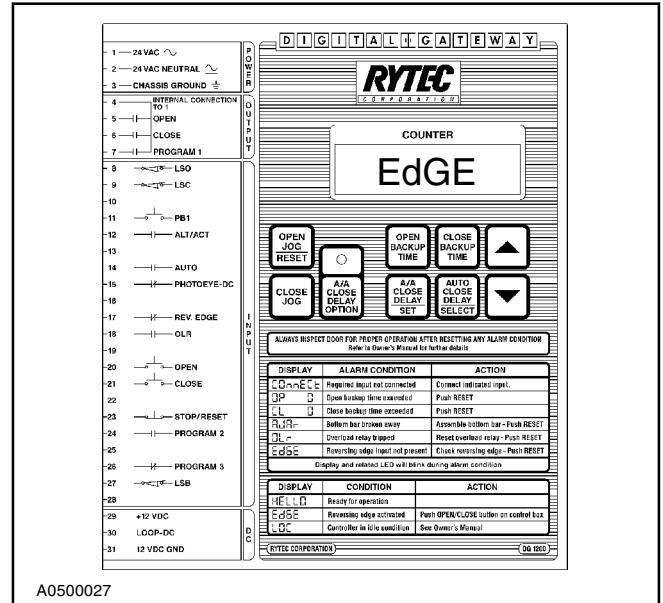 DIGITAL GATEWAY
1 24 VAC
2 24 VAC NEUTRAL
3 CHASSIS GROUND
POWER
4 INTERNAL CONNECTION TO 1
5 OPEN
6 CLOSE
7 PROGRAM 1
OUTPUT
8 LSO
9 LSC
10
11 PB1
12 ALT/ACT
13
14 AUTO
15 PHOTOEYE-DC
16
17 REV. EDGE
18 OLR
19
20 OPEN
21 CLOSE
22
23 STOP/RESET
24 PROGRAM 2
25
26 PROGRAM 3
27 LSB
28
INPUT
29 +12 VDC
30 LOOP-DC
31 12 VDC GND
DC
RYTEC
CORPORATION
COUNTER
EdGE
OPEN JOG RESET
OPEN BACKUP TIME
CLOSE BACKUP TIME
CLOSE JOG
A/A CLOSE DELAY OPTION
A/A CLOSE DELAY SET
AUTO CLOSE DELAY SELECT
ALWAYS INSPECT DOOR FOR PROPER OPERATION AFTER RESETTING ANY ALARM CONDITION
Refer to Owner's Manual for further details
DISPLAY ALARM CONDITION ACTION
COnnECt Required input not connected Connect indicated input.
OP 0 Open backup time exceeded Push RESET
CL 0 Close backup time exceeded Push RESET
AJAr Bottom bar broken away Assemble bottom bar - Push RESET
OLr Overload relay tripped Reset overload relay - Push RESET
EdGE Reversing edge input not present Check reversing edge - Push RESET
Display and related LED will blink during alarm condition
DISPLAY CONDITION ACTION
HELLO Ready for operation
EdGE Reversing edge activated Push OPEN/CLOSE button on control box
LOC Controller in idle condition See Owner's Manual
RYTEC CORPORATION DG 1200
A0500027